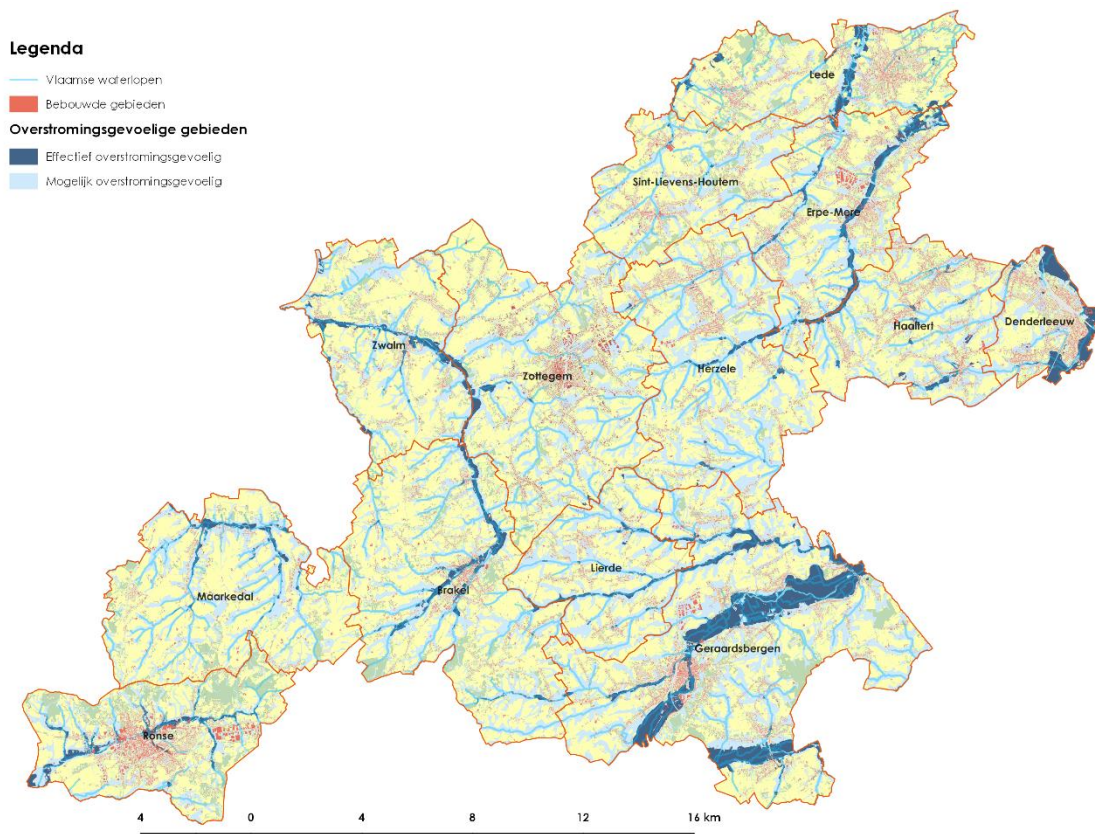 Legenda
Vlaamse waterlopen
Bebouwde gebieden
Overstromingsgevoelige gebieden
Effectief overstromingsgevoelig
Mogelijk overstromingsgevoelig
Lede
Sint-Lievens-Houtem
Erpe-Mere
Haaltert
Denderleeuw
Zwalm
Zottegem
Herzele
Lierde
Brakel
Maarkedal
Geraardsbergen
Ronse
4 0 4 8 12 16 km